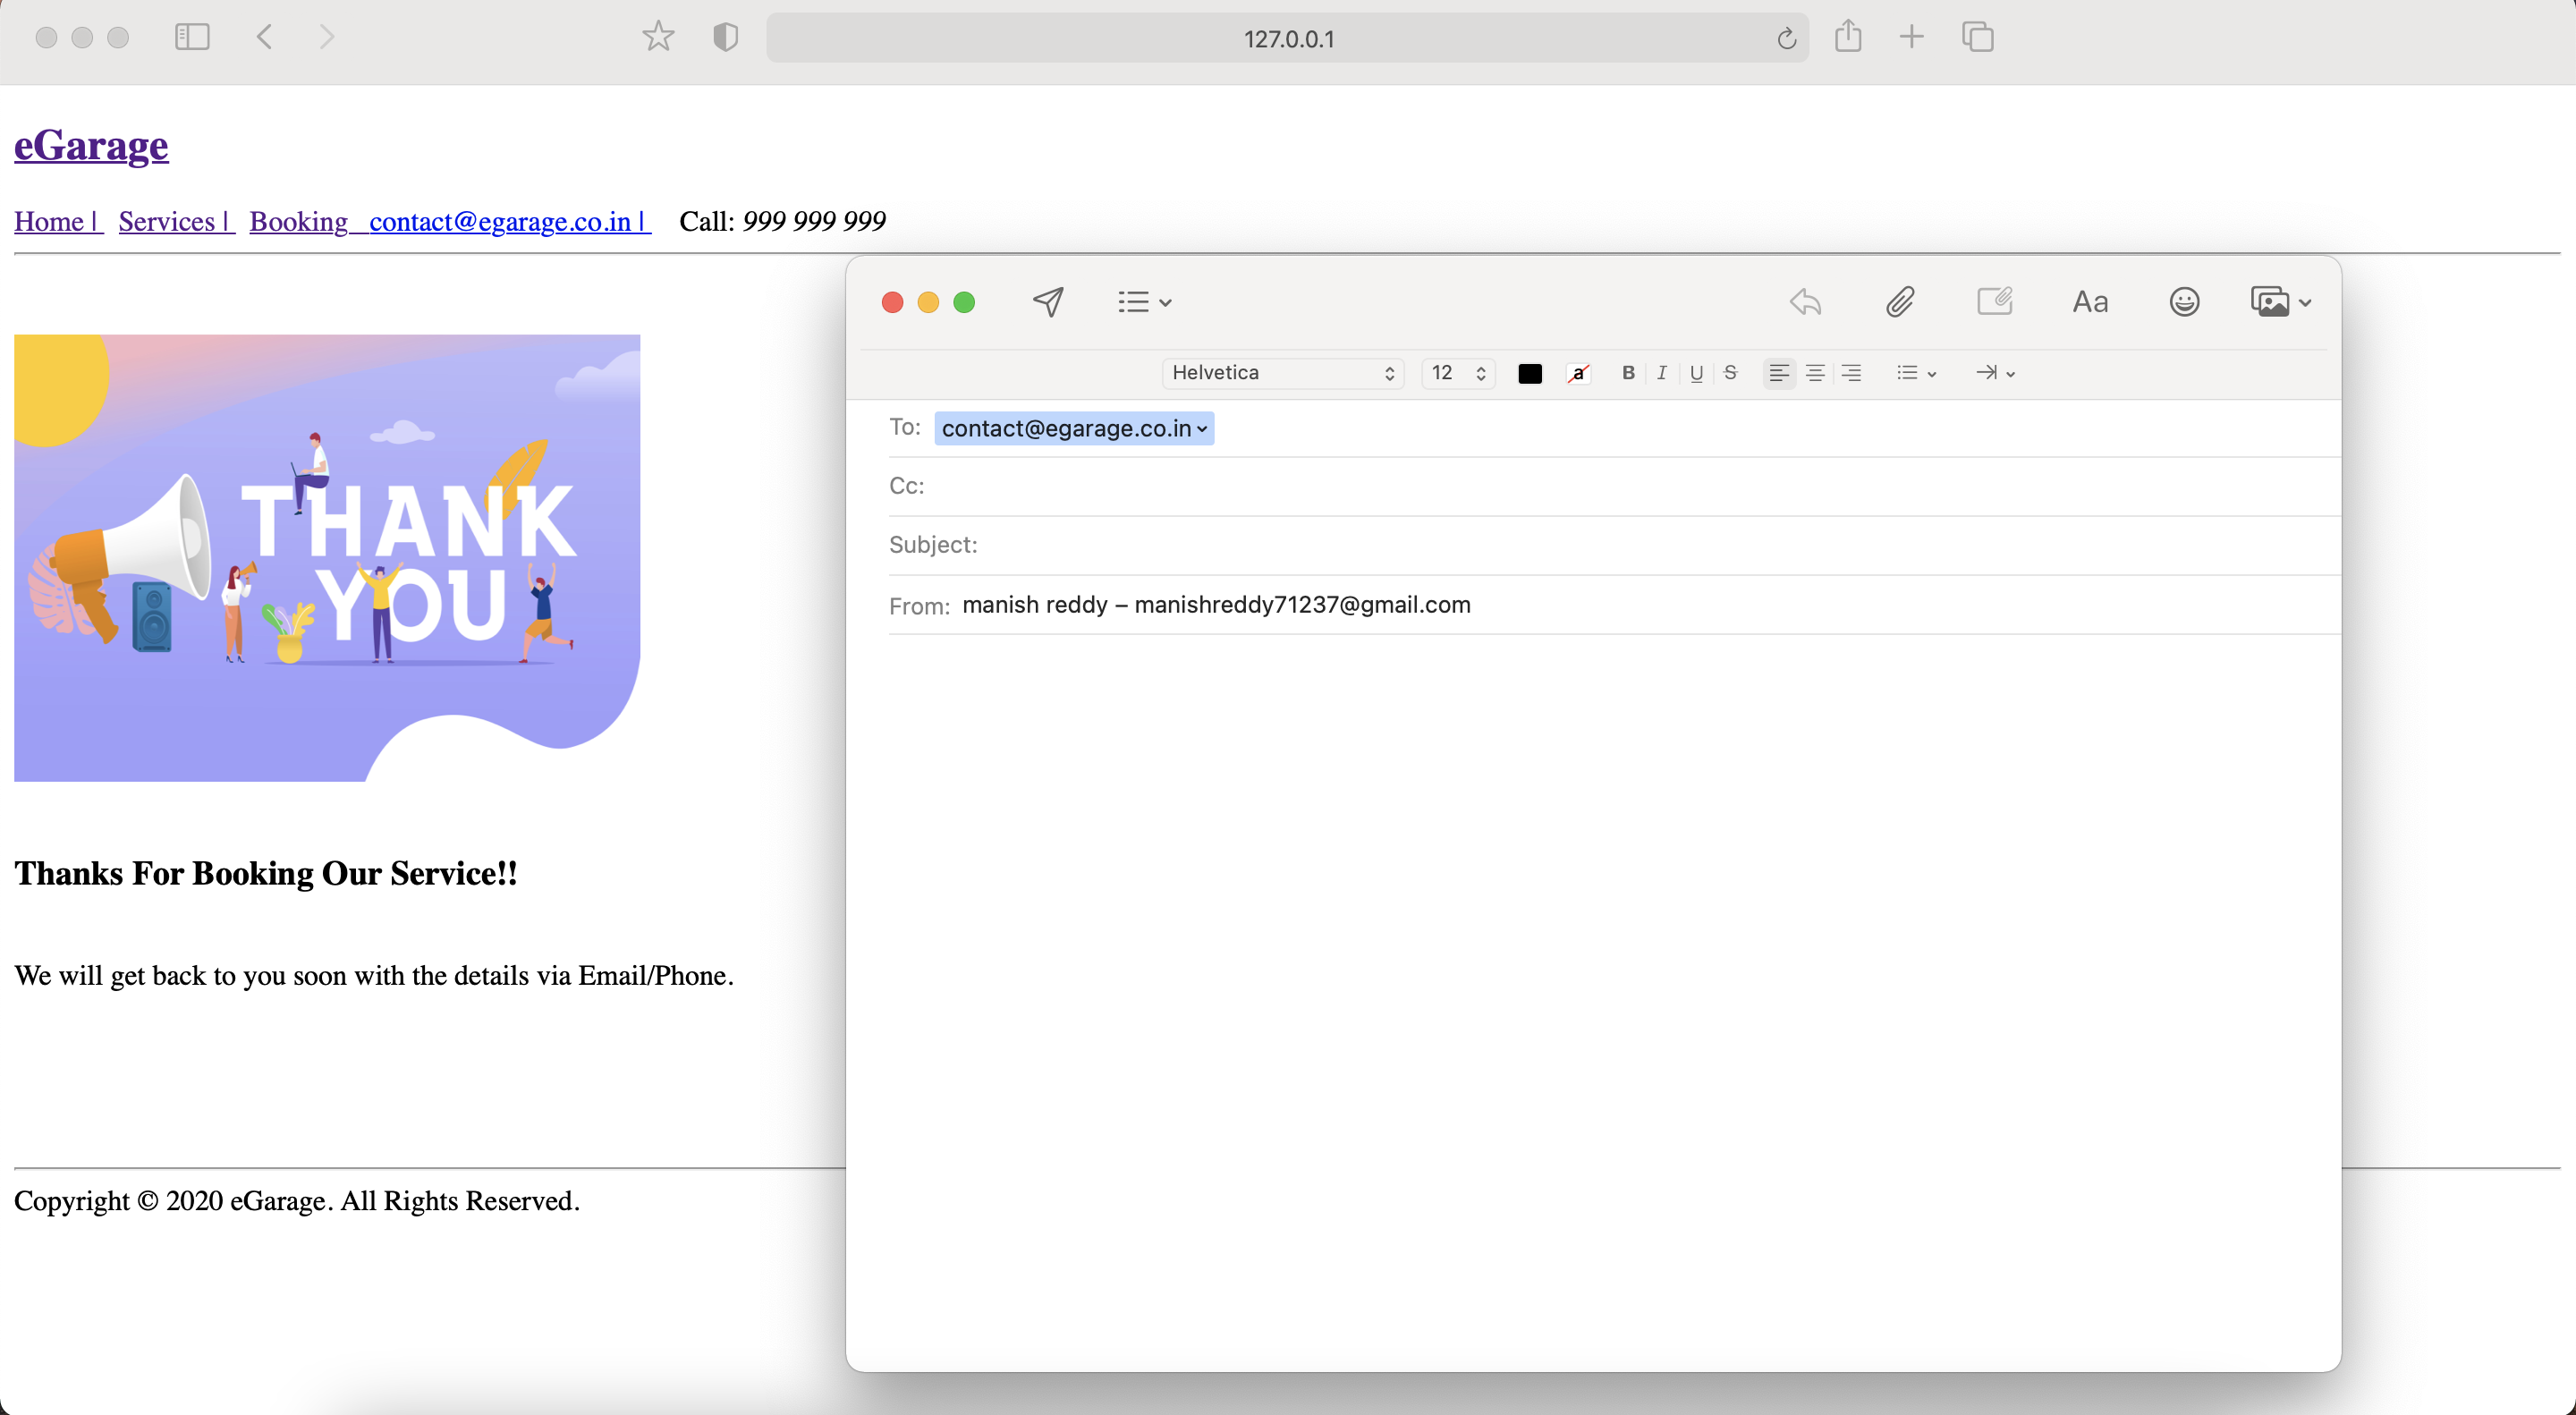 127.0.0.1
eGarage
Home | Services | Booking contact@egarage.co.in | Call: 999 999 999
Helvetica 12 a B I U S
Aa
To: contact@egarage.co.in
Cc:
Subject:
From: manish reddy – manishreddy71237@gmail.com
THANK
YOU
Thanks For Booking Our Service!!
We will get back to you soon with the details via Email/Phone.
Copyright © 2020 eGarage. All Rights Reserved.